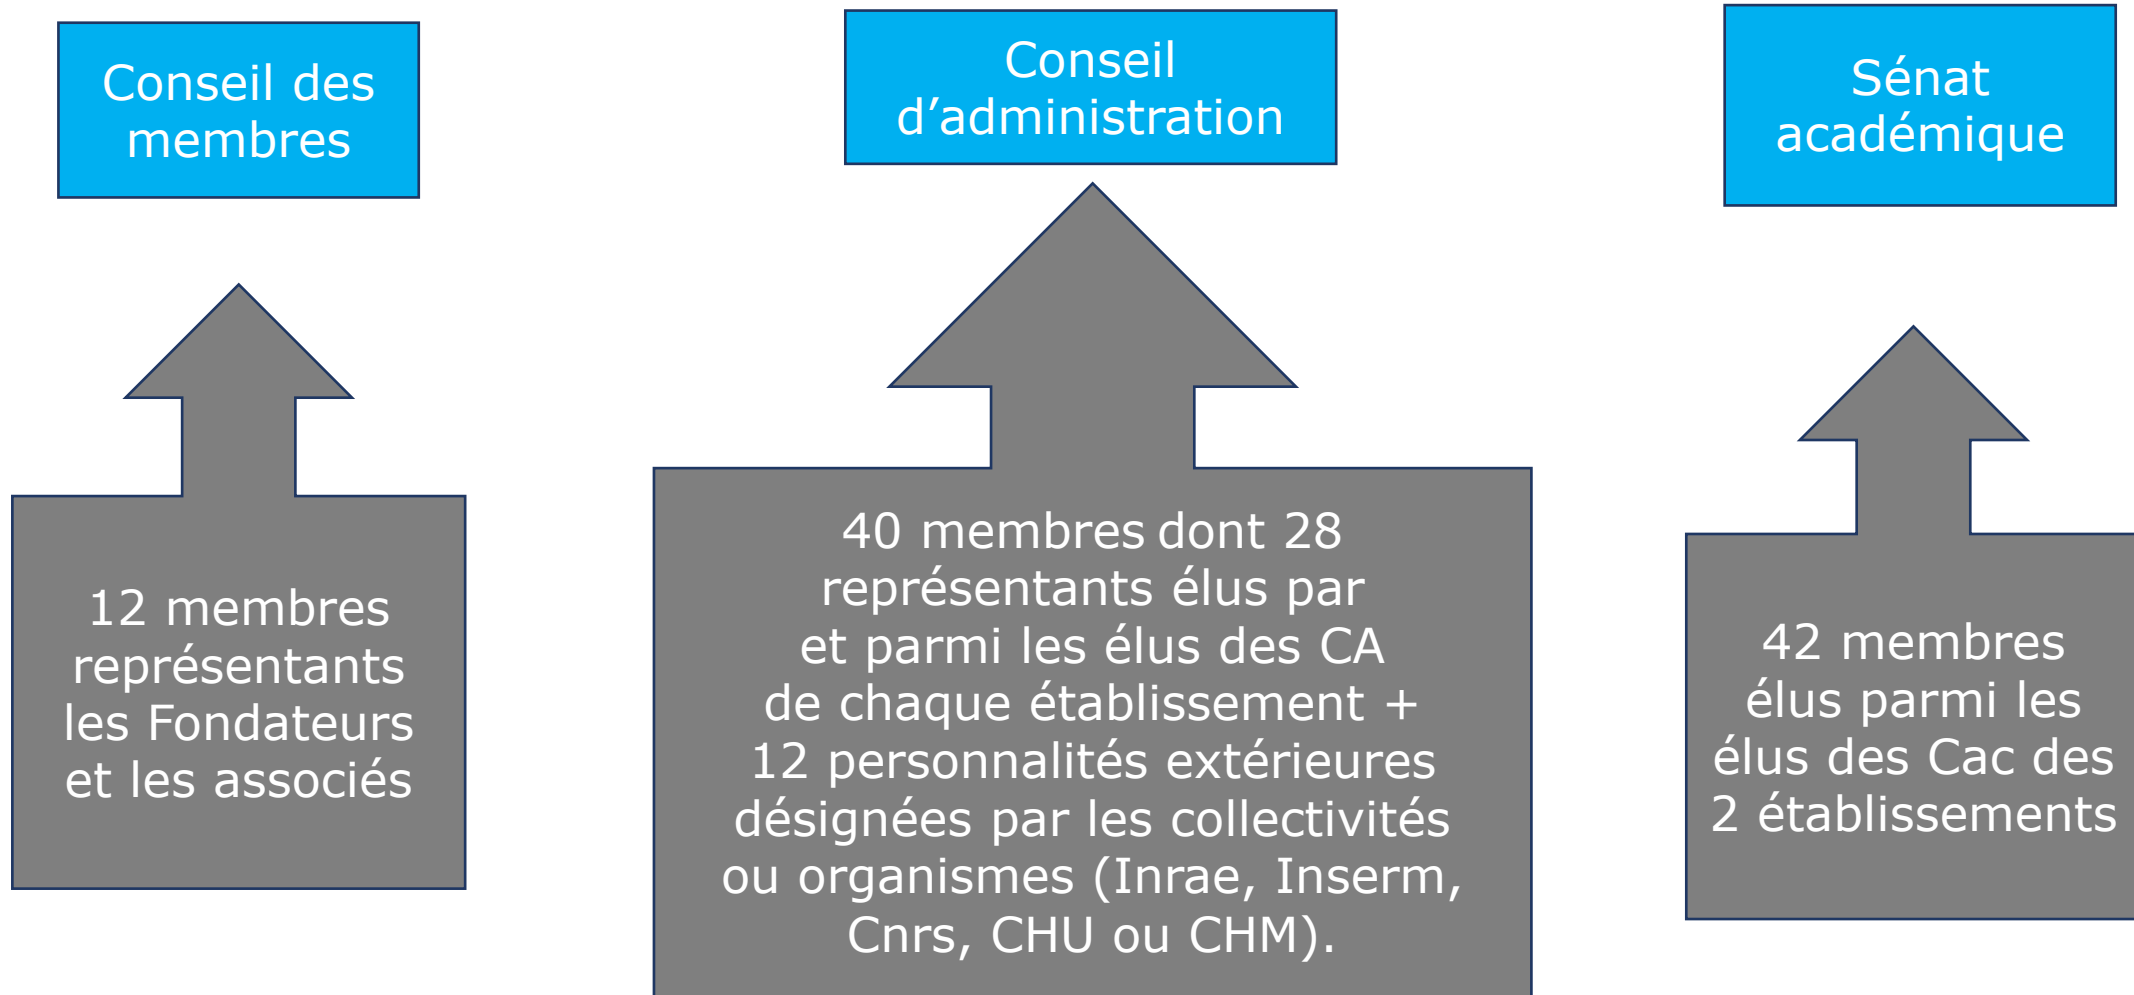 Conseil des
membres
Conseil
d’administration
Sénat
académique
12 membres
représentants
les Fondateurs
et les associés
40 membres dont 28
représentants élus par
et parmi les élus des CA
de chaque établissement +
12 personnalités extérieures
désignées par les collectivités
ou organismes (Inrae, Inserm,
Cnrs, CHU ou CHM).
42 membres
élus parmi les
élus des Cac des
2 établissements